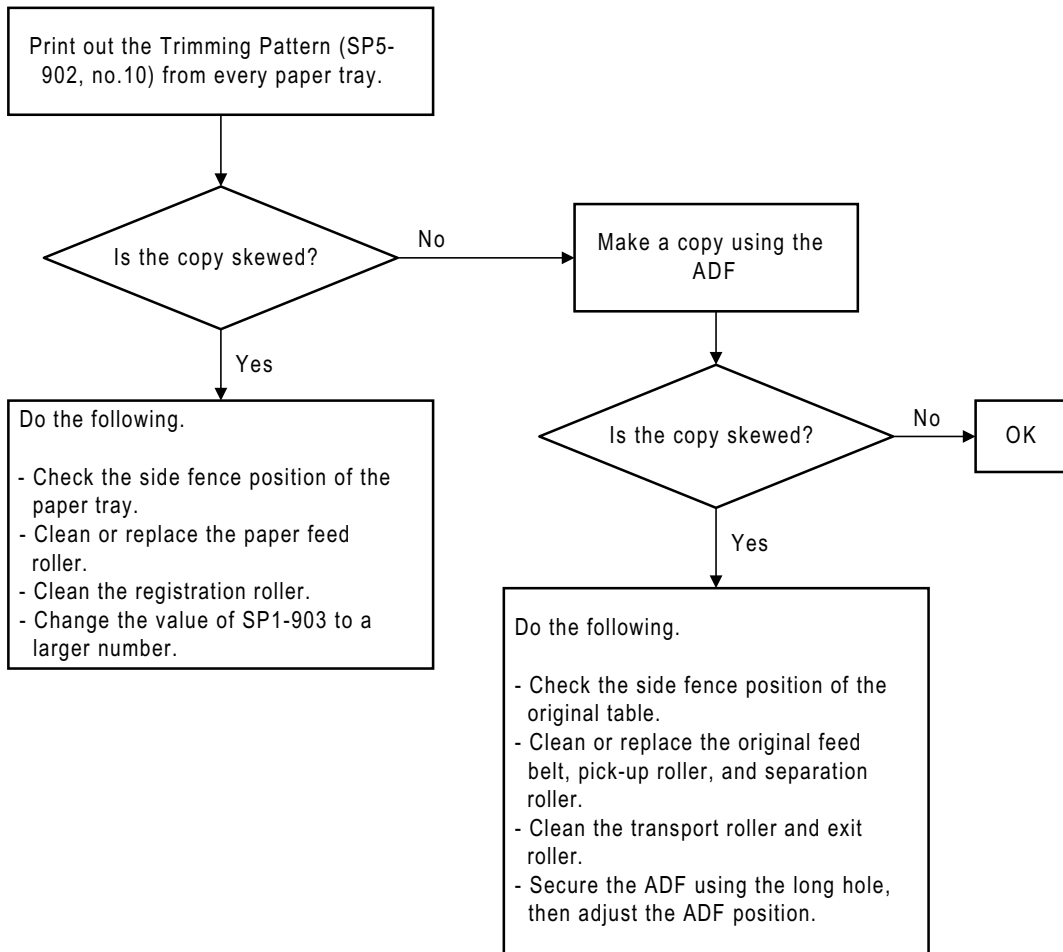 Print out the Trimming Pattern (SP5-
902, no.10) from every paper tray.
Is the copy skewed?
No
Make a copy using the
ADF
Yes
Do the following.
- Check the side fence position of the
paper tray.
- Clean or replace the paper feed
roller.
- Clean the registration roller.
- Change the value of SP1-903 to a
larger number.
Is the copy skewed?
No
OK
Yes
Do the following.
- Check the side fence position of the
original table.
- Clean or replace the original feed
belt, pick-up roller, and separation
roller.
- Clean the transport roller and exit
roller.
- Secure the ADF using the long hole,
then adjust the ADF position.